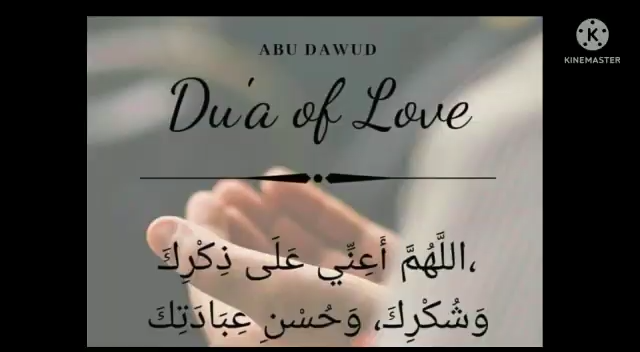 ABU DAWUD
Du'a of Love
اللَّهُمَّ أَعِنِّي عَلَى ذِكْرِكَ،
وَشُكْرِكَ، وَحُسْنِ عِبَادَتِكَ
K
KINEMASTER